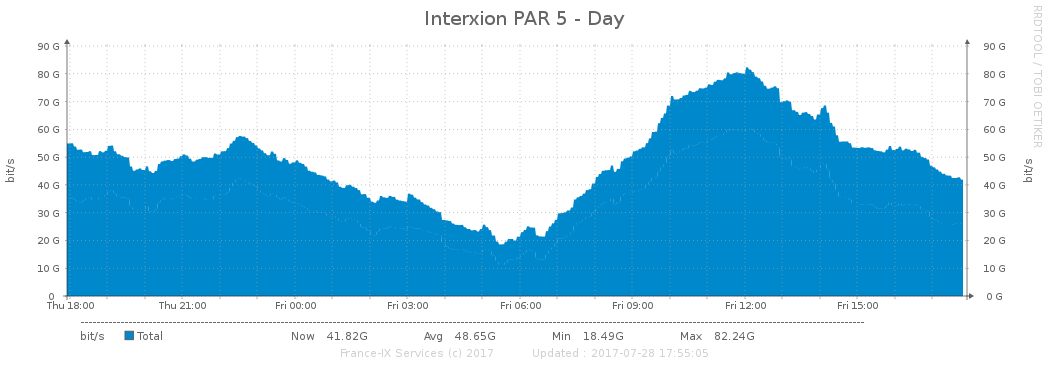 Interxion PAR 5 - Day
RRDTOOL / TOBI OETIKER
bit/s
90 G 90 G
80 G 80 G
70 G 70 G
60 G 60 G
50 G 50 G
40 G 40 G
30 G 30 G
20 G 20 G
10 G 10 G
0 0 G
bit/s
Thu 18:00 Thu 21:00 Fri 00:00 Fri 03:00 Fri 06:00 Fri 09:00 Fri 12:00 Fri 15:00
bit/s Total Now 41.82G Avg 48.65G Min 18.49G Max 82.24G
France-IX Services (c) 2017 Updated : 2017-07-28 17:55:05